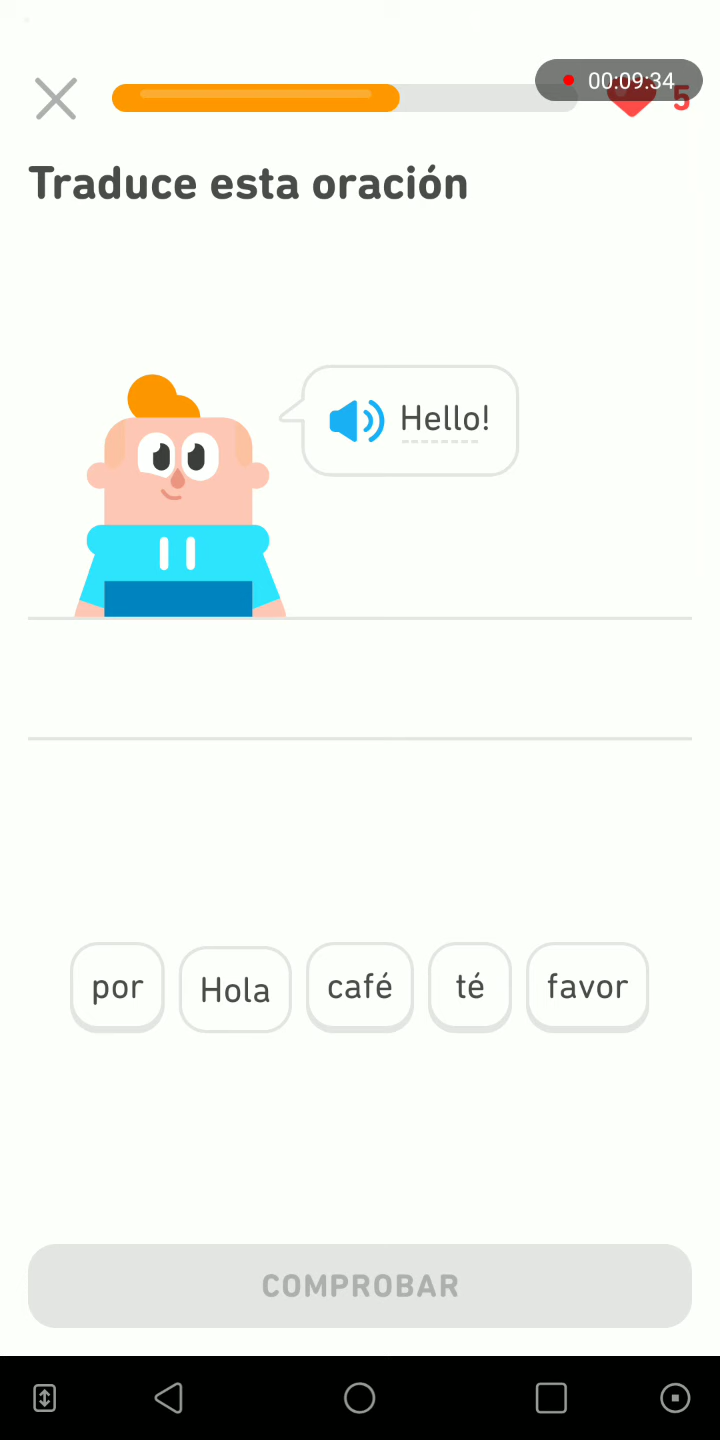 00:09:34
5
Traduce esta oración
Hello!
por Hola café té favor
COMPROBAR